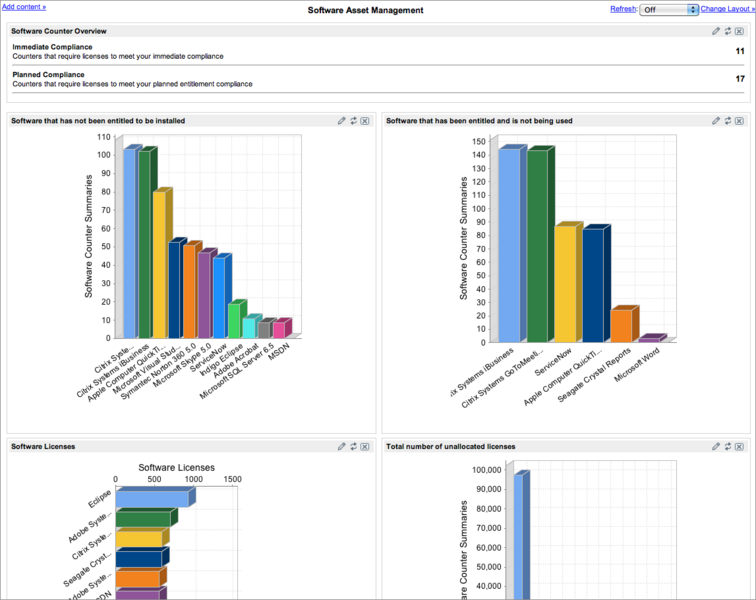 Add content »
Software Asset Management
Refresh: Off Change Layout »
Software Counter Overview
Immediate Compliance
Counters that require licenses to meet your immediate compliance
11
Planned Compliance
Counters that require licenses to meet your planned entitlement compliance
17
Software that has not been entitled to be installed
Software Counter Summaries
110
100
90
80
70
60
50
40
30
20
10
0
Citrix Syste...
Citrix Systems iBusiness
Apple Computer QuickTi...
Microsoft Visual Stud...
Symantec Norton 360 5.0
Microsoft Skype 5.0
ServiceNow
Indigo Eclipse
Adobe Acrobat
Microsoft SQL Server 6.5
MSDN
Software that has been entitled and is not being used
Software Counter Summaries
150
140
130
120
110
100
90
80
70
60
50
40
30
20
10
0
ix Systems iBusiness
Citrix Systems GoToMeeti...
ServiceNow
Apple Computer QuickTi...
Seagate Crystal Reports
Microsoft Word
Software Licenses
Software Licenses
0 500 1000 1500
Eclipse
Adobe Syste...
Citrix Syste...
Seagate Cryst...
dobe Syste...
DN
Total number of unallocated licenses
are Counter Summaries
100,000
90,000
80,000
70,000
60,000
50,000
40,000